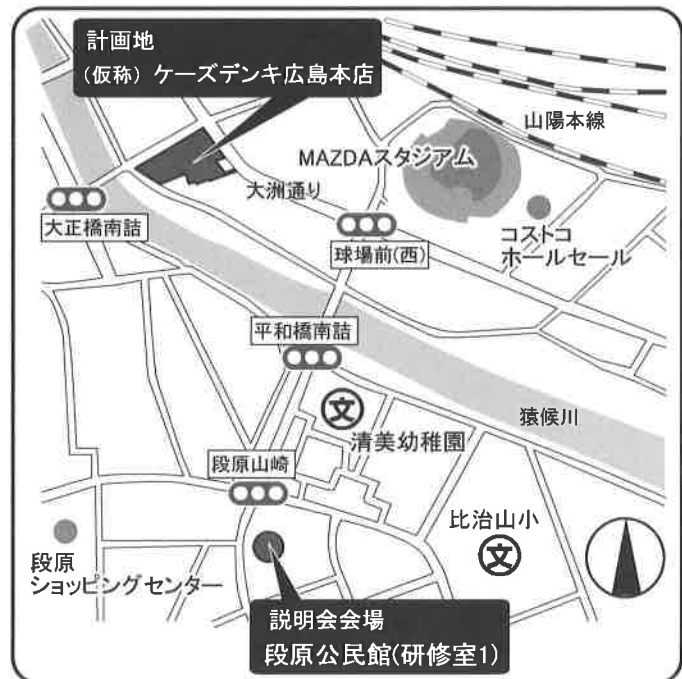 計画地
(仮称) ケーズデンキ広島本店
山陽本線
MAZDAスタジアム
大洲通り
大正橋南詰
コストコ
ホールセール
球場前(西)
平和橋南詰
文
猿候川
清美幼稚園
段原山崎
比治山小
文
段原
ショッピングセンター
説明会会場
段原公民館(研修室1)